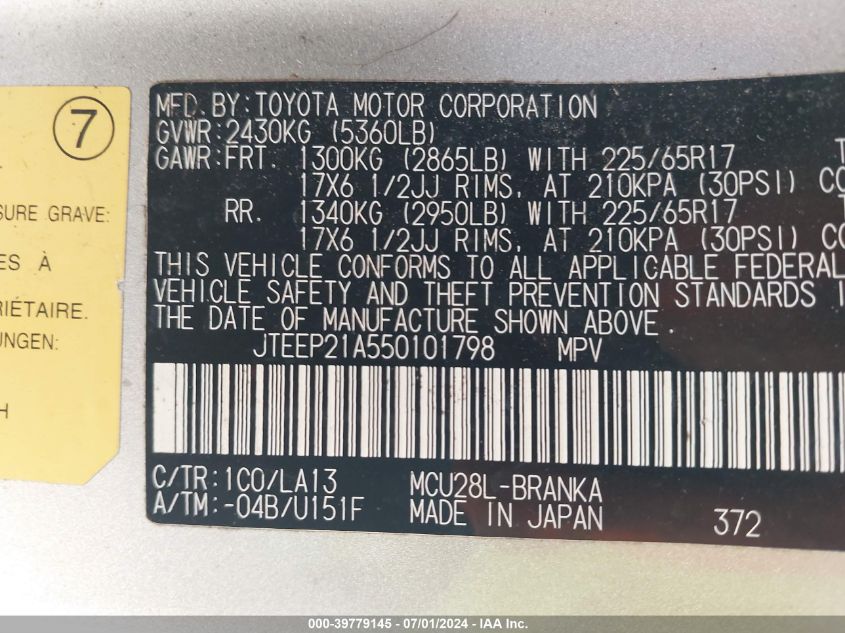 7
SURE GRAVE:
ES À
RIÉTAIRE.
UNGEN:
H
MFD. BY: TOYOTA MOTOR CORPORATION
GVWR: 2430KG (5360LB)
GAWR: FRT. 1300KG (2865LB) WITH 225/65R17 T
17X6 1/2JJ RIMS, AT 210KPA (30PSI) CO
RR. 1340KG (2950LB) WITH 225/65R17 T
17X6 1/2JJ RIMS, AT 210KPA (30PSI) CO
THIS VEHICLE CONFORMS TO ALL APPLICABLE FEDERAL
VEHICLE SAFETY AND THEFT PREVENTION STANDARDS I
THE DATE OF MANUFACTURE SHOWN ABOVE.
JTEEP21A550101798 MPV
C/TR: 1C0/LA13 MCU28L-BRANKA
A/TM: -04B/U151F MADE IN JAPAN 372
000-39779145 - 07/01/2024 - IAA Inc.